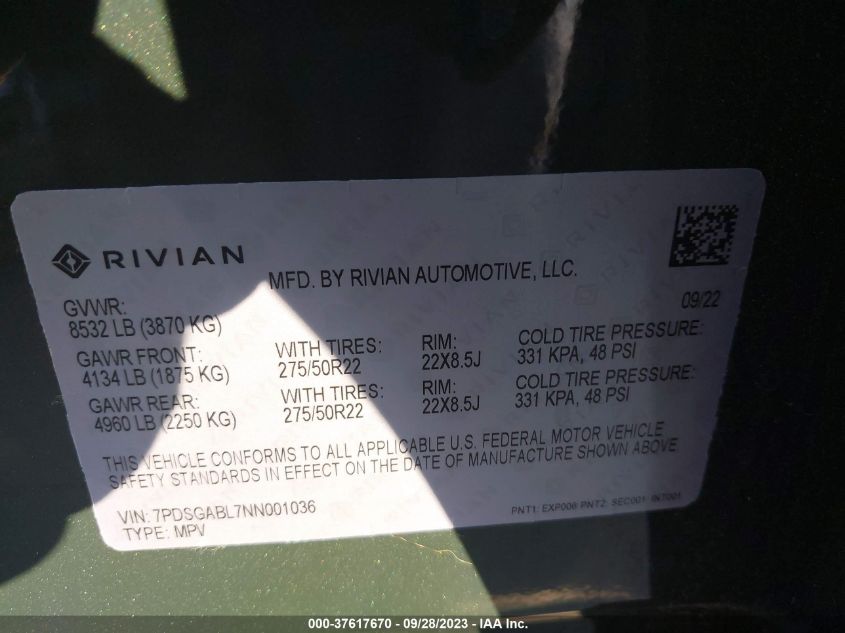 RIVIAN
MFD. BY RIVIAN AUTOMOTIVE, LLC.
09/22
GVWR:
8532 LB (3870 KG)
GAWR FRONT: WITH TIRES: RIM: COLD TIRE PRESSURE:
4134 LB (1875 KG) 275/50R22 22X8.5J 331 KPA, 48 PSI
GAWR REAR: WITH TIRES: RIM: COLD TIRE PRESSURE:
4960 LB (2250 KG) 275/50R22 22X8.5J 331 KPA, 48 PSI
THIS VEHICLE CONFORMS TO ALL APPLICABLE U.S. FEDERAL MOTOR VEHICLE
SAFETY STANDARDS IN EFFECT ON THE DATE OF MANUFACTURE SHOWN ABOVE.
VIN: 7PDSGABL7NN001036
TYPE: MPV
PNT1: EXP006 PNT2: SEC001: INT001
000-37617670 – 09/28/2023 – IAA Inc.